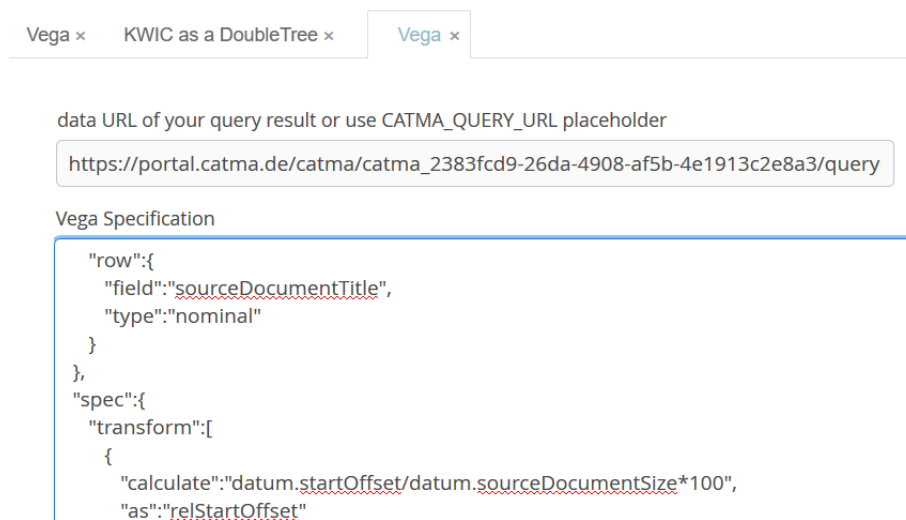 Vega × KWIC as a DoubleTree × Vega ×
data URL of your query result or use CATMA_QUERY_URL placeholder
https://portal.catma.de/catma/catma_2383fcd9-26da-4908-af5b-4e1913c2e8a3/query
Vega Specification
"row":{
"field":"sourceDocumentTitle",
"type":"nominal"
}
},
"spec":{
"transform":[
{
"calculate":"datum.startOffset/datum.sourceDocumentSize*100",
"as":"relStartOffset"